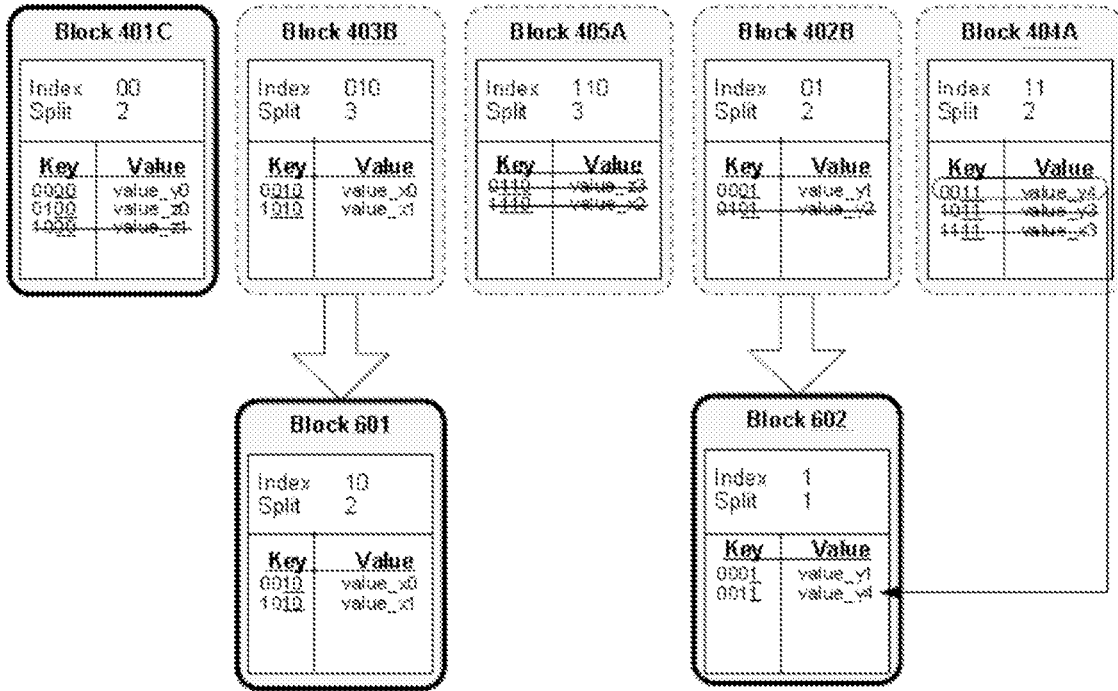 Block 401C
Index 00
Split 2
Key Value
0000 value_y0
0100 value_z0
1000 value_z1
Block 403B
Index 010
Split 3
Key Value
0010 value_x0
1010 value_x1
Block 405A
Index 110
Split 3
Key Value
0110 value_x3
1110 value_x2
Block 402B
Index 01
Split 2
Key Value
0001 value_y1
0101 value_y2
Block 404A
Index 11
Split 2
Key Value
0011 value_y4
1011 value_y3
1111
Block 601
Index 10
Split 2
Key Value
0010 value_x0
1010 value_x1
Block 602
Index 1
Split 1
Key Value
0001 value_y1
0011 value_y4